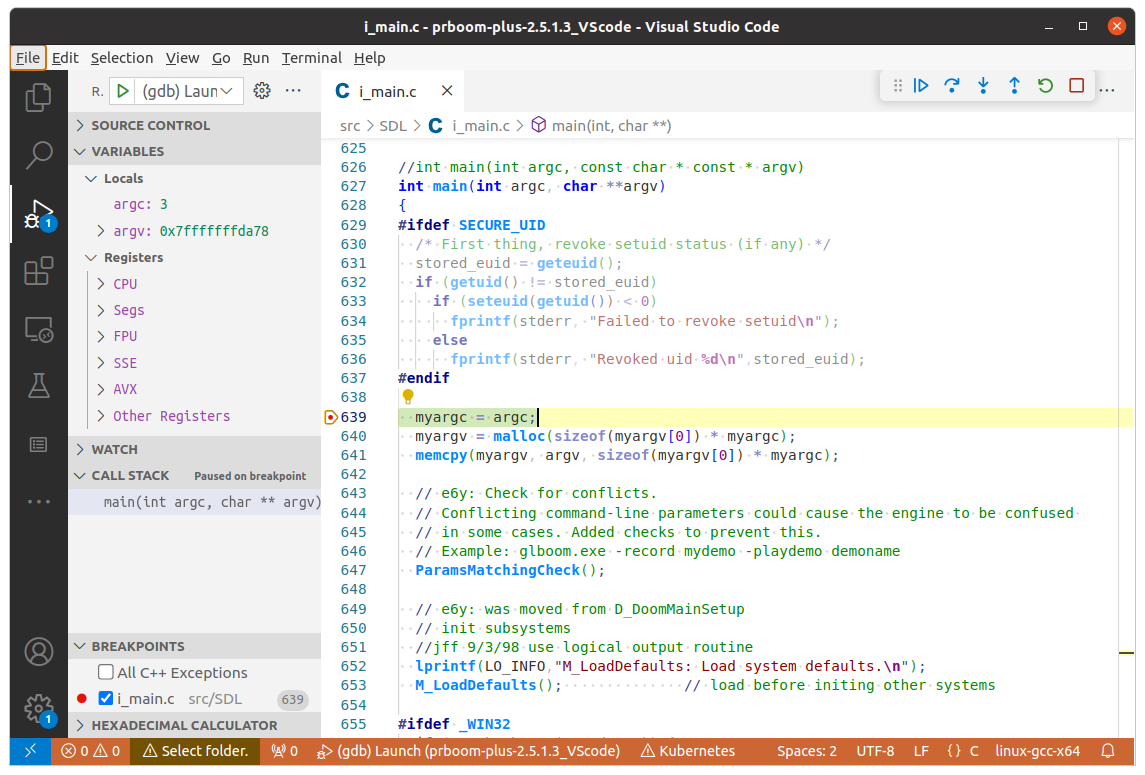 i_main.c - prboom-plus-2.5.1.3_VScode - Visual Studio Code
File Edit Selection View Go Run Terminal Help
R. (gdb) Laun
SOURCE CONTROL
VARIABLES
Locals
argc: 3
argv: 0x7fffffffda78
Registers
CPU
Segs
FPU
SSE
AVX
Other Registers
WATCH
CALL STACK Paused on breakpoint
main(int argc, char ** argv)
BREAKPOINTS
All C++ Exceptions
i_main.c src/SDL 639
HEXADECIMAL CALCULATOR
1
1
C i_main.c
src > SDL > C i_main.c > main(int, char **)
625
626 //int main(int argc, const char * const * argv)
627 int main(int argc, char **argv)
628 {
629 #ifdef SECURE_UID
630 /* First thing, revoke setuid status (if any) */
631 stored_euid = geteuid();
632 if (getuid() != stored_euid)
633 if (seteuid(getuid()) < 0)
634 fprintf(stderr, "Failed to revoke setuid\n");
635 else
636 fprintf(stderr, "Revoked uid %d\n",stored_euid);
637 #endif
638
639 myargc = argc;
640 myargv = malloc(sizeof(myargv[0]) * myargc);
641 memcpy(myargv, argv, sizeof(myargv[0]) * myargc);
642
643 // e6y: Check for conflicts.
644 // Conflicting command-line parameters could cause the engine to be confused
645 // in some cases. Added checks to prevent this.
646 // Example: glboom.exe -record mydemo -playdemo demoname
647 ParamsMatchingCheck();
648
649 // e6y: was moved from D_DoomMainSetup
650 // init subsystems
651 //jff 9/3/98 use logical output routine
652 lprintf(LO_INFO,"M_LoadDefaults: Load system defaults.\n");
653 M_LoadDefaults(); // load before initing other systems
654
655 #ifdef _WIN32
0 0 Select folder. 0 (gdb) Launch (prboom-plus-2.5.1.3_VScode) Kubernetes Spaces: 2 UTF-8 LF {} C linux-gcc-x64